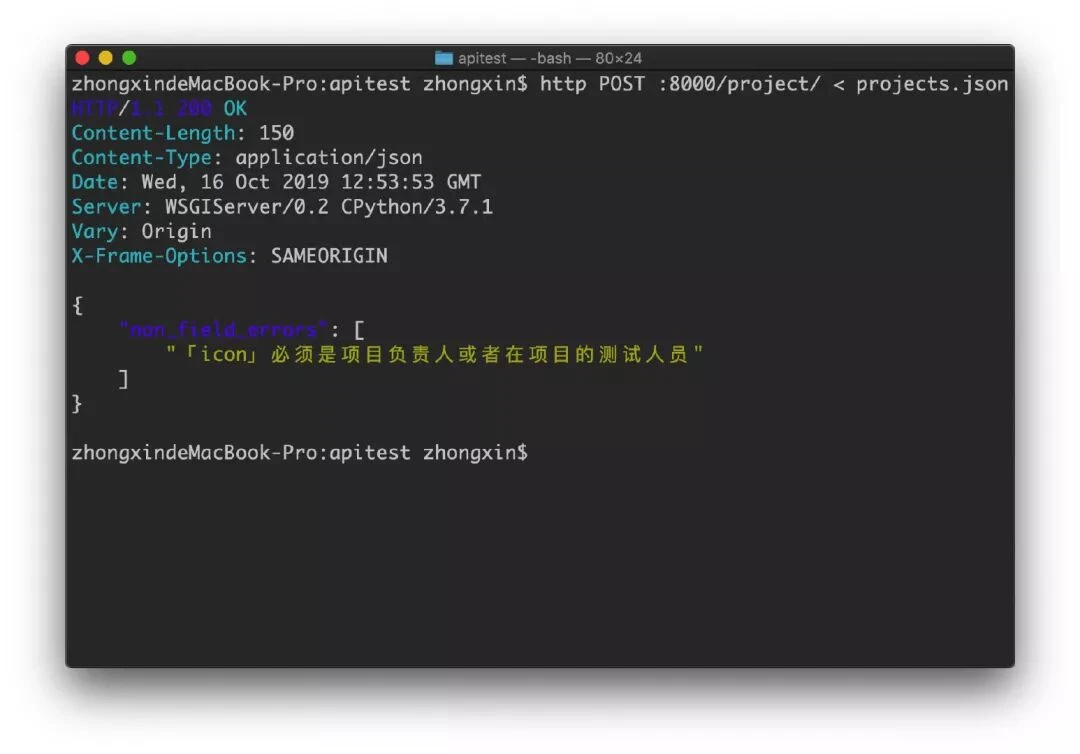 apitest — -bash — 80×24
zhongxindeMacBook-Pro:apitest zhongxin$ http POST :8000/project/ < projects.json
HTTP/1.1 200 OK
Content-Length: 150
Content-Type: application/json
Date: Wed, 16 Oct 2019 12:53:53 GMT
Server: WSGIServer/0.2 CPython/3.7.1
Vary: Origin
X-Frame-Options: SAMEORIGIN
{
"non_field_errors": [
"「icon」必须是项目负责人或者在项目的测试人员"
]
}
zhongxindeMacBook-Pro:apitest zhongxin$